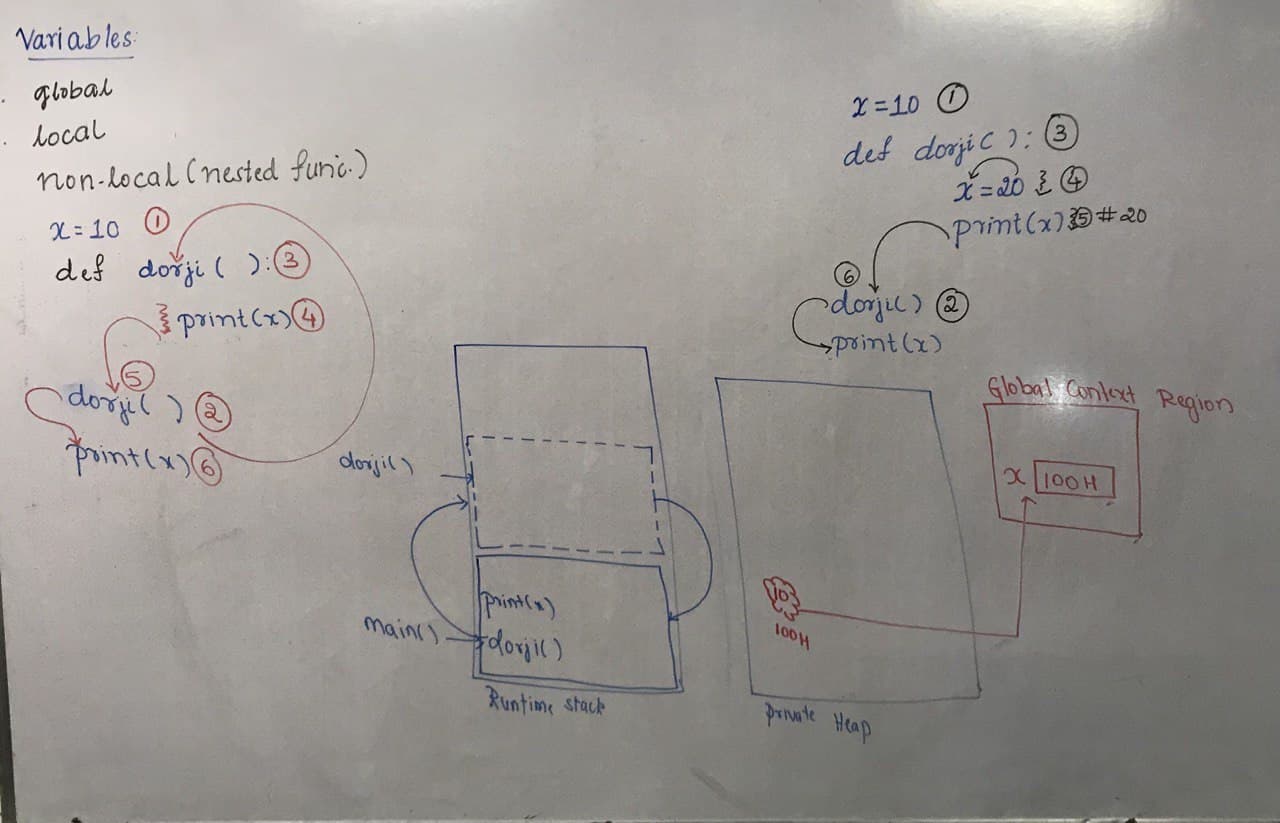 Variables:
. global
. local
non-local (nested func.)
x = 10 ①
def dorji ( ): ③
print(x) ④
⑤
dorji( ) ②
print(x) ⑥
x = 10 ①
def dorji( ): ③
x = 20 } ④
print(x) } ⑤ # 20
⑥
dorji() ②
print(x)
dorji()
main()
print(x)
dorji()
Runtime stack
10
100H
Private Heap
Global Context Region
x 100H